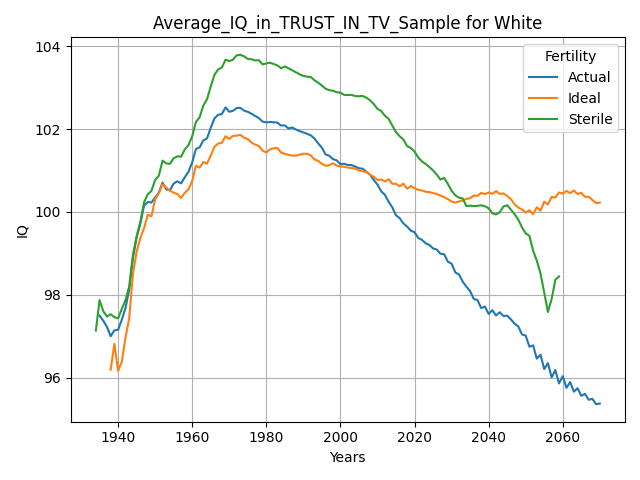 Average_IQ_in_TRUST_IN_TV_Sample for White
Fertility
Actual
Ideal
Sterile
IQ
104
102
100
98
96
1940
1960
1980
2000
2020
2040
2060
Years